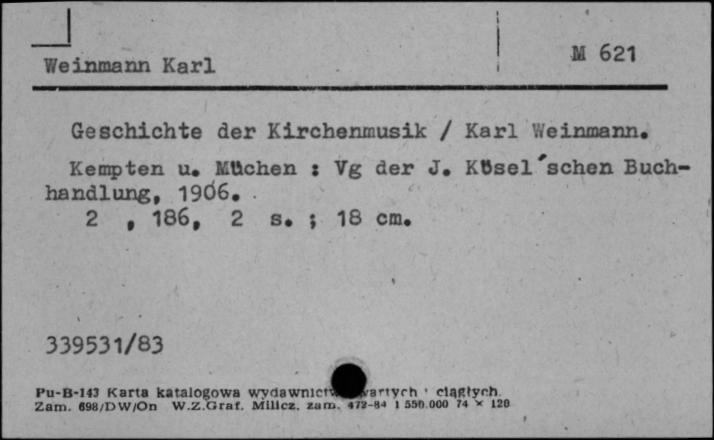 Weinmann Karl
M 621
Geschichte der Kirchenmusik / Karl Weinmann.
Kempten u. Müchen : Vg der J. Kösel'schen Buch-
handlung, 1906.
2 , 186, 2 s. ; 18 cm.
339531/83
Pu-B-143 Karta katalogowa ciągłych.
Zam. 698/DW/On W.Z.Graf. Milicz, zam. 472-84 1 550.000 74 × 120